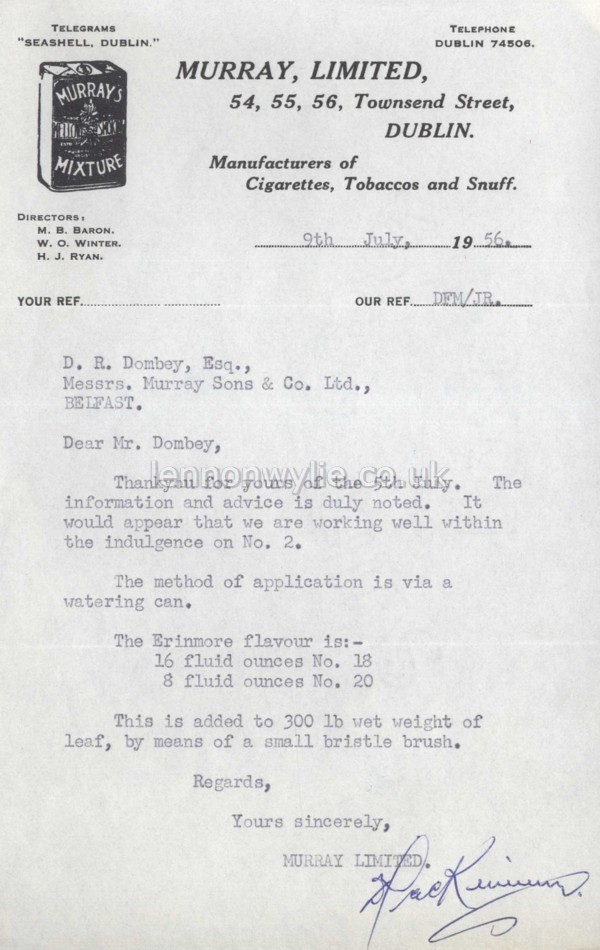 TELEGRAMS
"SEASHELL, DUBLIN."
TELEPHONE
DUBLIN 74506.
MURRAY'S
MELLOW SMOKING
MIXTURE
MURRAY, LIMITED,
54, 55, 56, Townsend Street,
DUBLIN.
Manufacturers of
Cigarettes, Tobaccos and Snuff.
DIRECTORS:
M. B. BARON.
W. O. WINTER.
H. J. RYAN.
9th July, 1956.
YOUR REF. OUR REF. DFM/JR.
D. R. Dombey, Esq.,
Messrs. Murray Sons & Co. Ltd.,
BELFAST.
Dear Mr. Dombey,
lennonwylie.co.uk
Thankyou for yours of the 5th July. The
information and advice is duly noted. It
would appear that we are working well within
the indulgence on No. 2.
The method of application is via a
watering can.
The Erinmore flavour is:-
16 fluid ounces No. 18
8 fluid ounces No. 20
This is added to 300 lb wet weight of
leaf, by means of a small bristle brush.
Regards,
Yours sincerely,
MURRAY LIMITED.